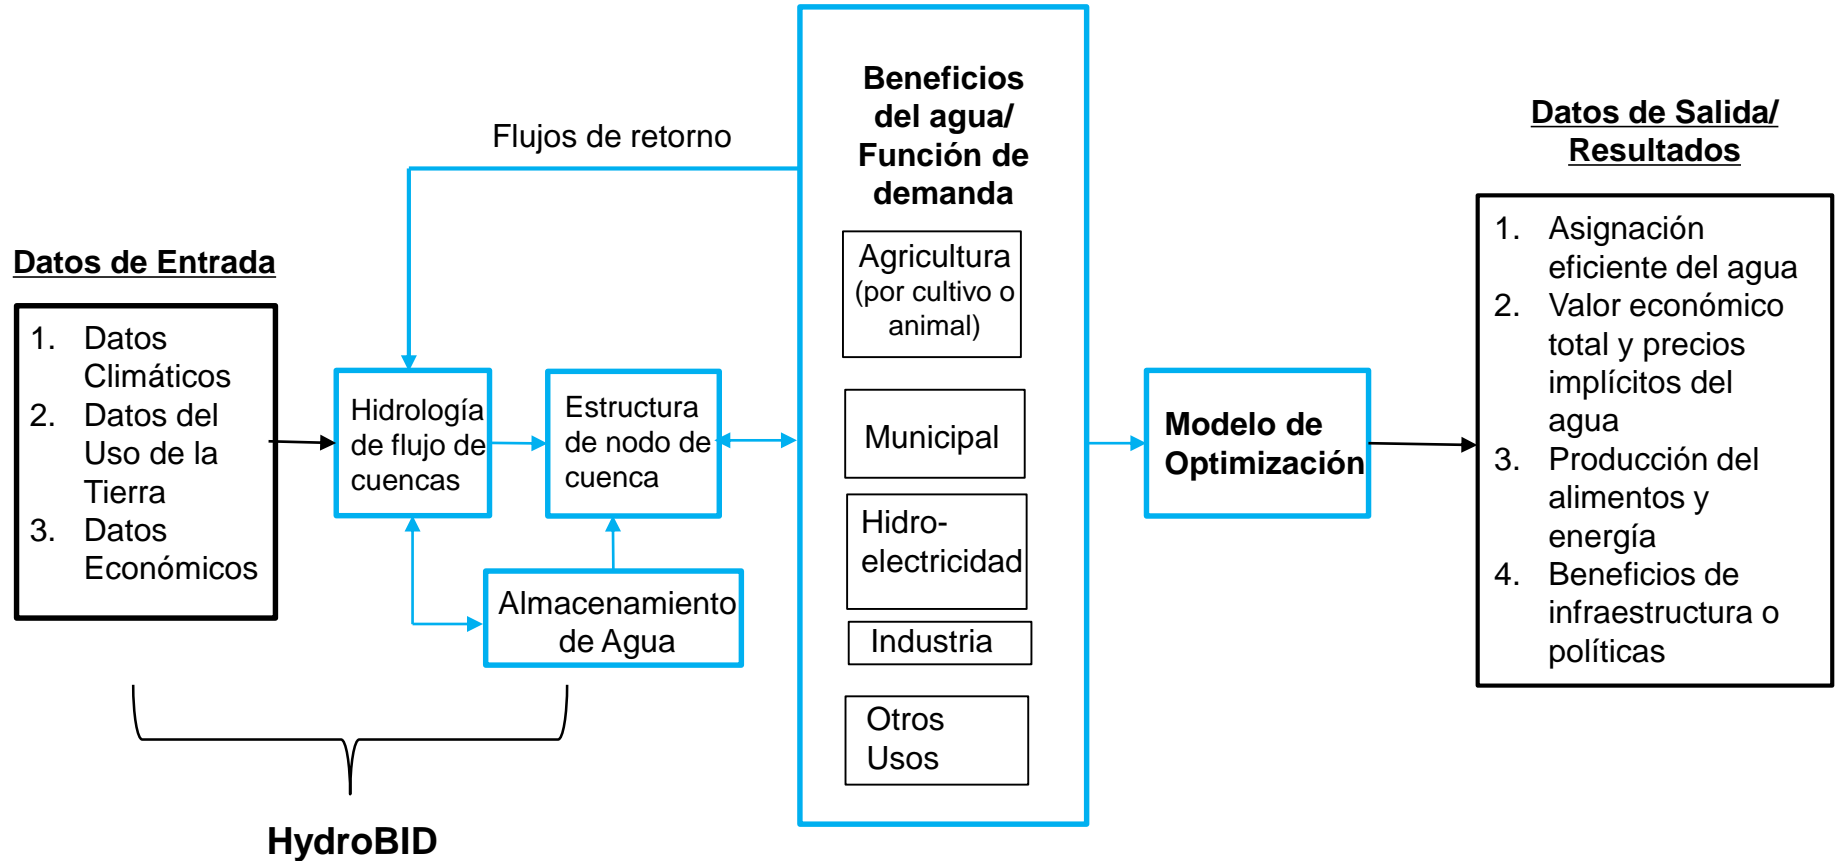 Datos de Entrada
1. Datos
Climáticos
2. Datos del
Uso de la
Tierra
3. Datos
Económicos
HydroBID
Flujos de retorno
Hidrología
de flujo de
cuencas
Estructura
de nodo de
cuenca
Almacenamiento
de Agua
Beneficios
del agua/
Función de
demanda
Agricultura
(por cultivo o
animal)
Municipal
Hidro-
electricidad
Industria
Otros
Usos
Modelo de
Optimización
Datos de Salida/
Resultados
1. Asignación
eficiente del agua
2. Valor económico
total y precios
implícitos del
agua
3. Producción del
alimentos y
energía
4. Beneficios de
infraestructura o
políticas